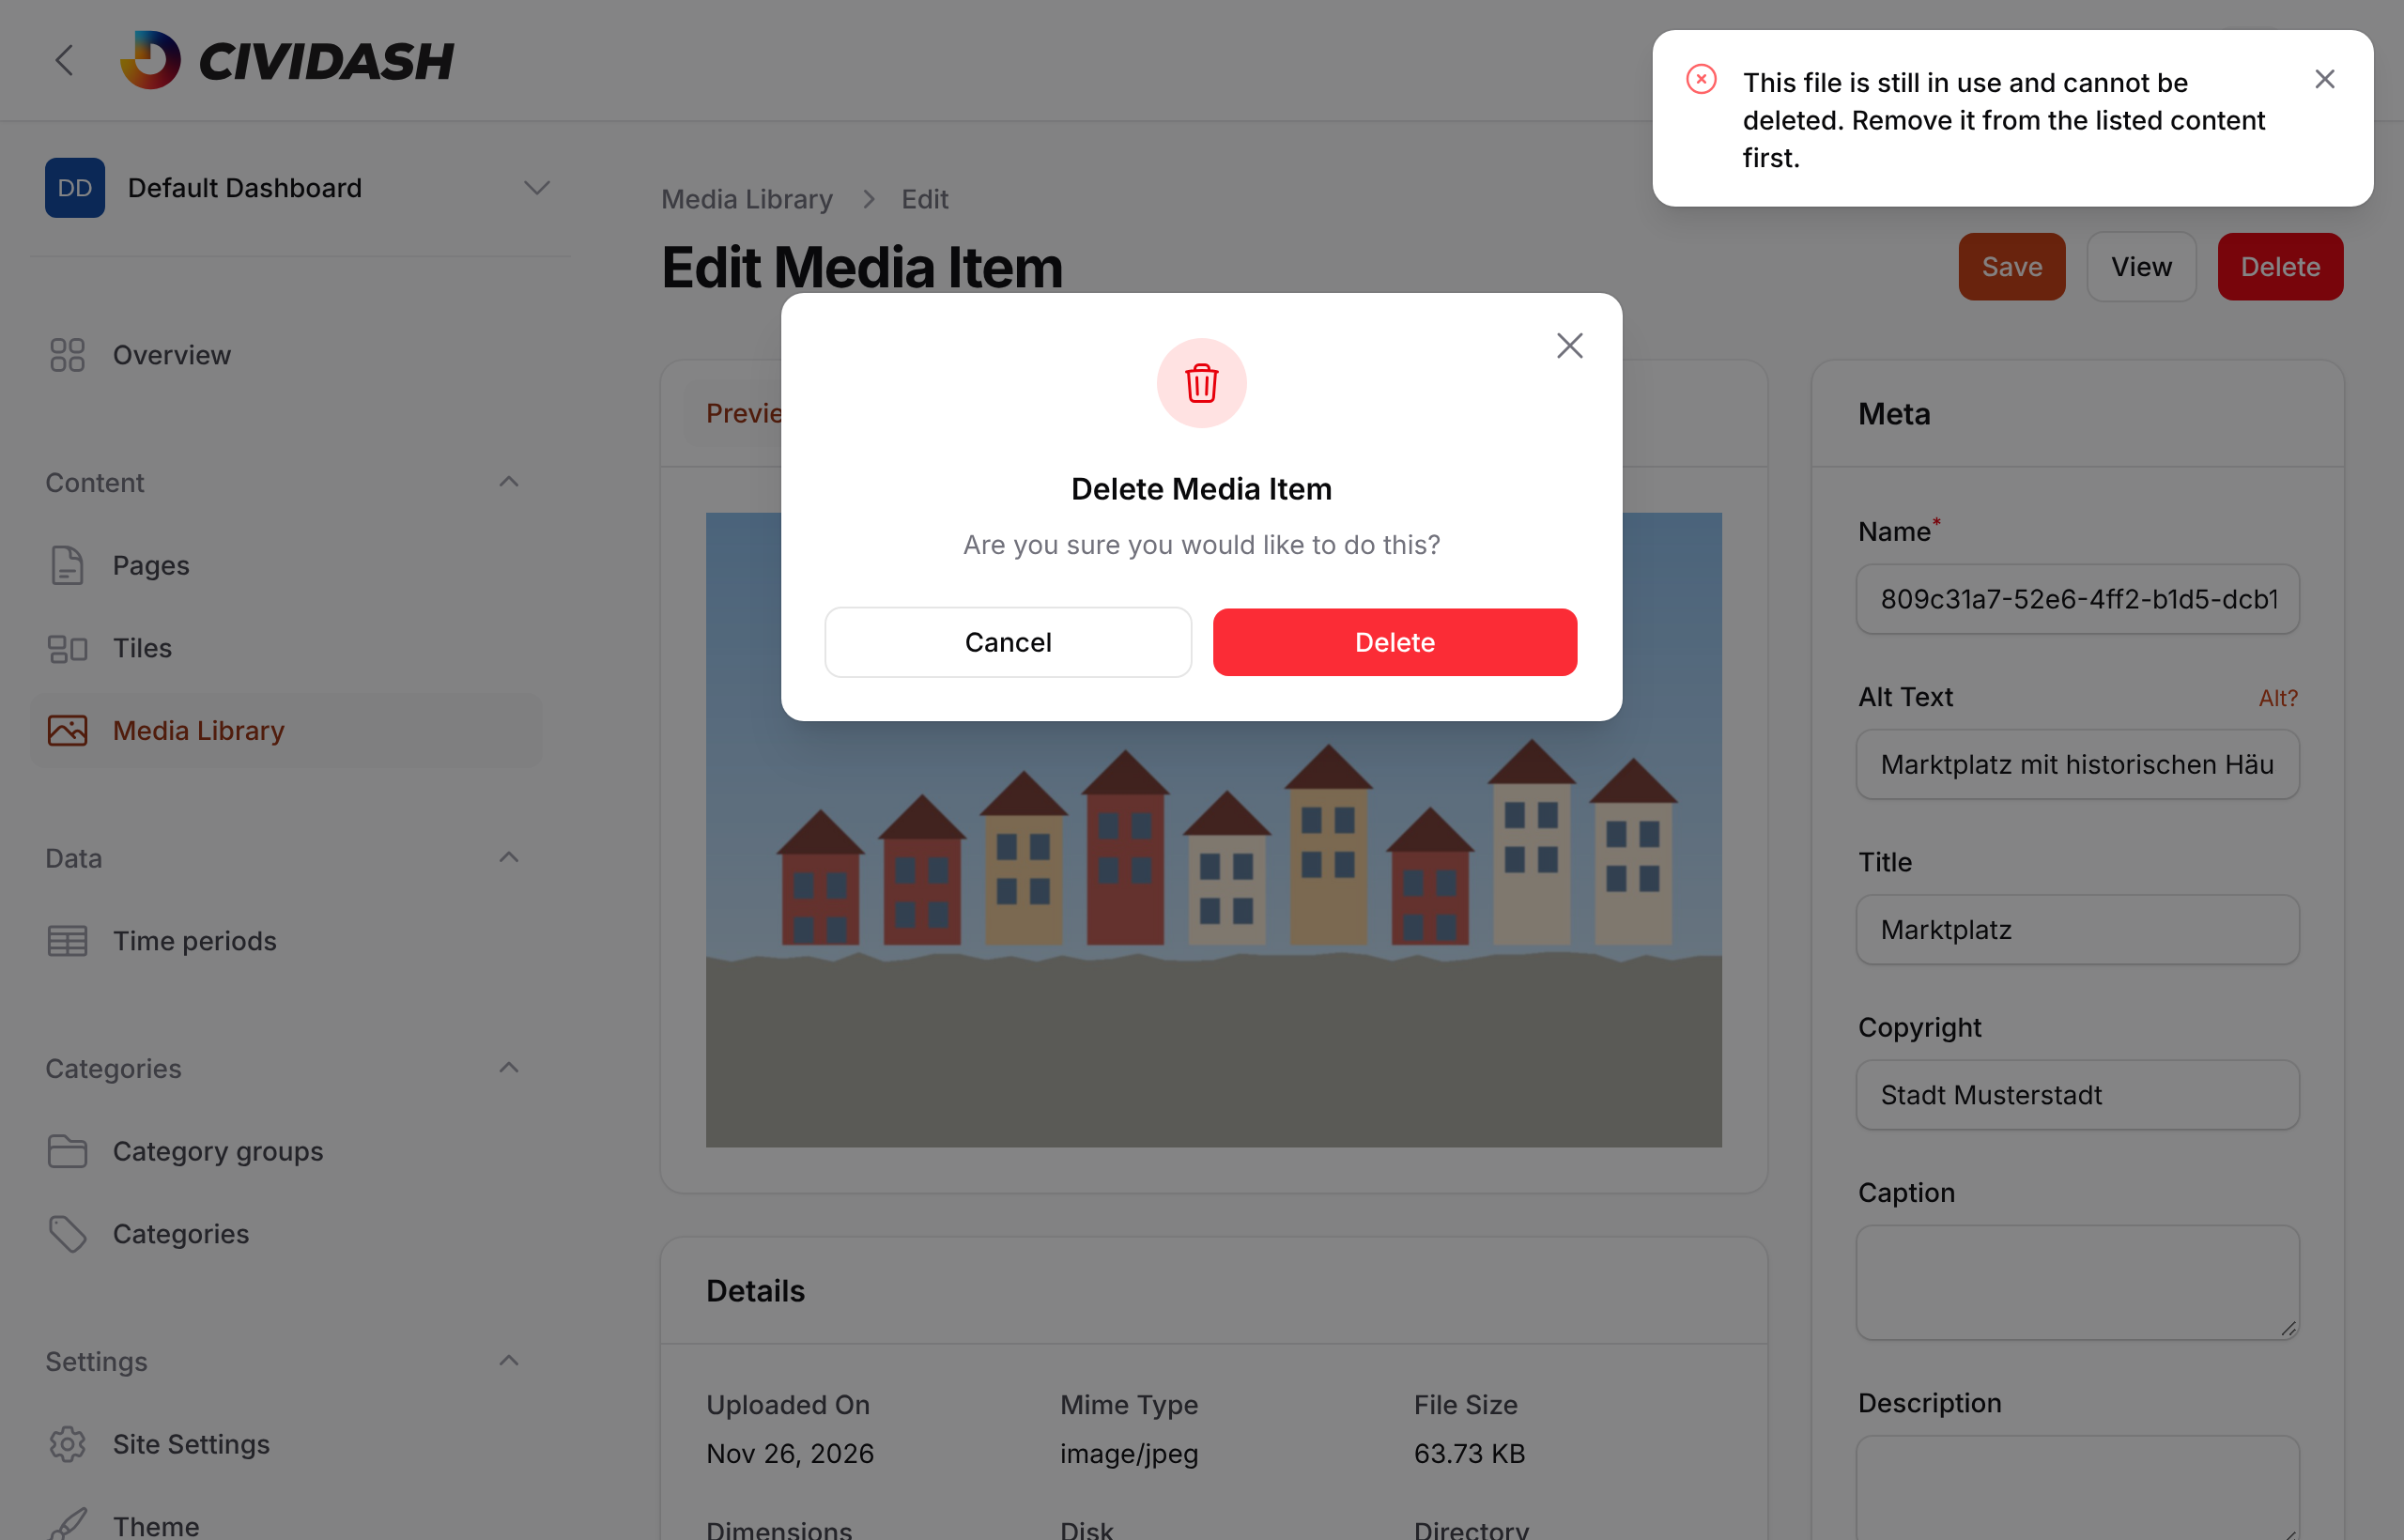 CIVIDASH
This file is still in use and cannot be
deleted. Remove it from the listed content
first.
DD
Default Dashboard
Overview
Content
Pages
Tiles
Media Library
Data
Time periods
Categories
Category groups
Categories
Settings
Site Settings
Theme
Media Library
Edit
Edit Media Item
Save
View
Delete
Delete Media Item
Are you sure you would like to do this?
Cancel
Delete
Previe
Details
Uploaded On
Mime Type
File Size
Nov 26, 2026
image/jpeg
63.73 KB
Dimensions
Disk
Directory
Meta
Name*
809c31a7-52e6-4ff2-b1d5-dcb1
Alt Text
Alt?
Marktplatz mit historischen Häu
Title
Marktplatz
Copyright
Stadt Musterstadt
Caption
Description